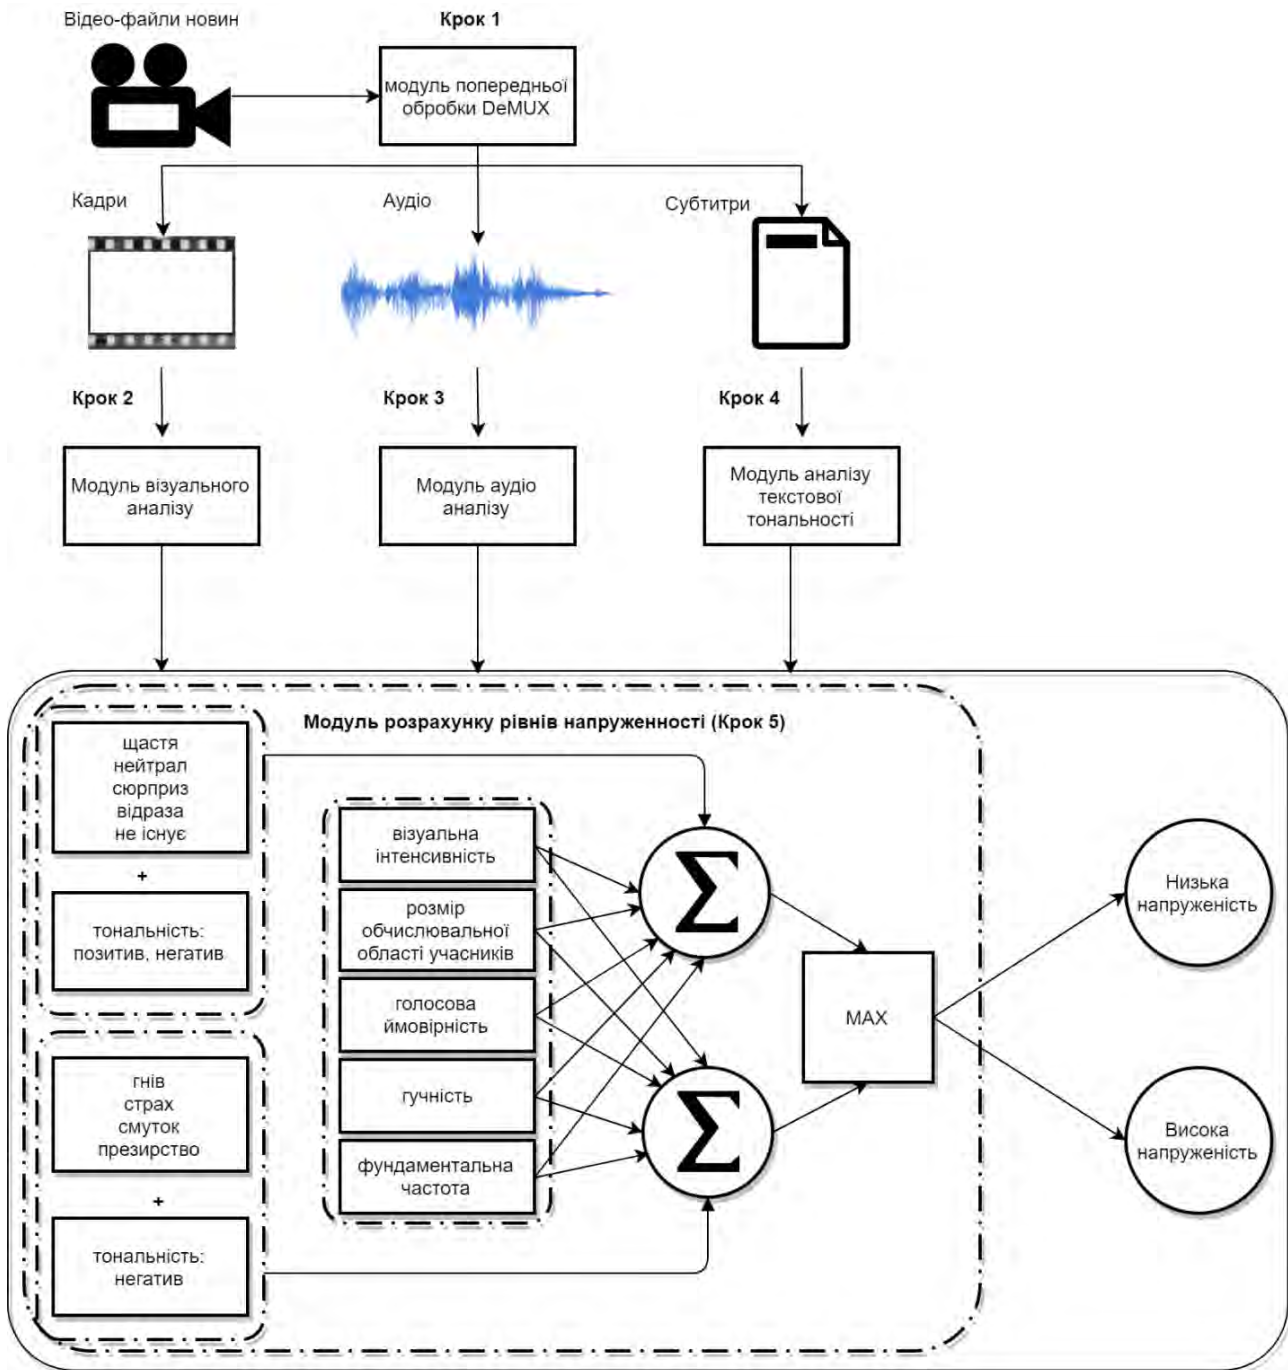 Відео-файли новин
Крок 1
модуль попередньої
обробки DeMUX
Кадри
Аудіо
Субтитри
Крок 2
Крок 3
Крок 4
Модуль візуального
аналізу
Модуль аудіо
аналізу
Модуль аналізу
текстової
тональності
Модуль розрахунку рівнів напруженності (Крок 5)
щастя
нейтрал
сюрприз
відраза
не існує
+
тональність:
позитив, негатив
гнів
страх
смуток
презирство
+
тональність:
негатив
візуальна
інтенсивність
розмір
обчислювальної
області учасників
голосова
ймовірність
гучність
фундаментальна
частота
Σ
Σ
MAX
Низька
напруженість
Висока
напруженість